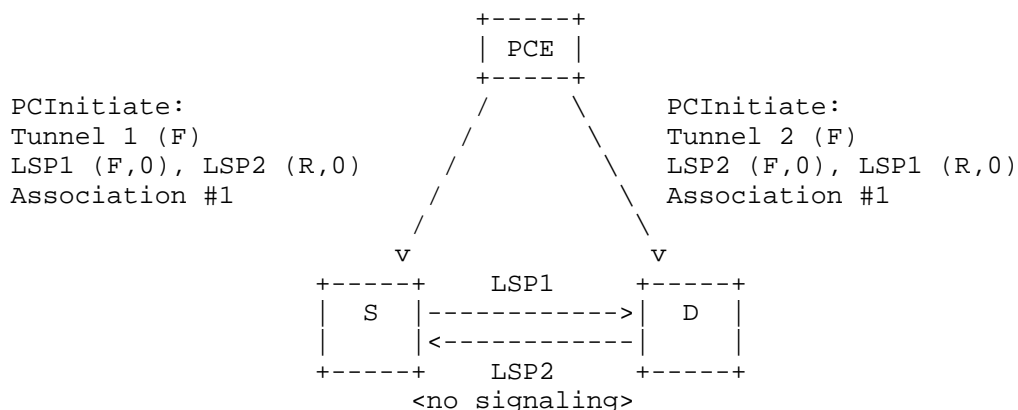 PCE
PCInitiate: PCInitiate:
Tunnel 1 (F) Tunnel 2 (F)
LSP1 (F,0), LSP2 (R,0) LSP2 (F,0), LSP1 (R,0)
Association #1 Association #1
v v
LSP1
S D
LSP2
<no signaling>